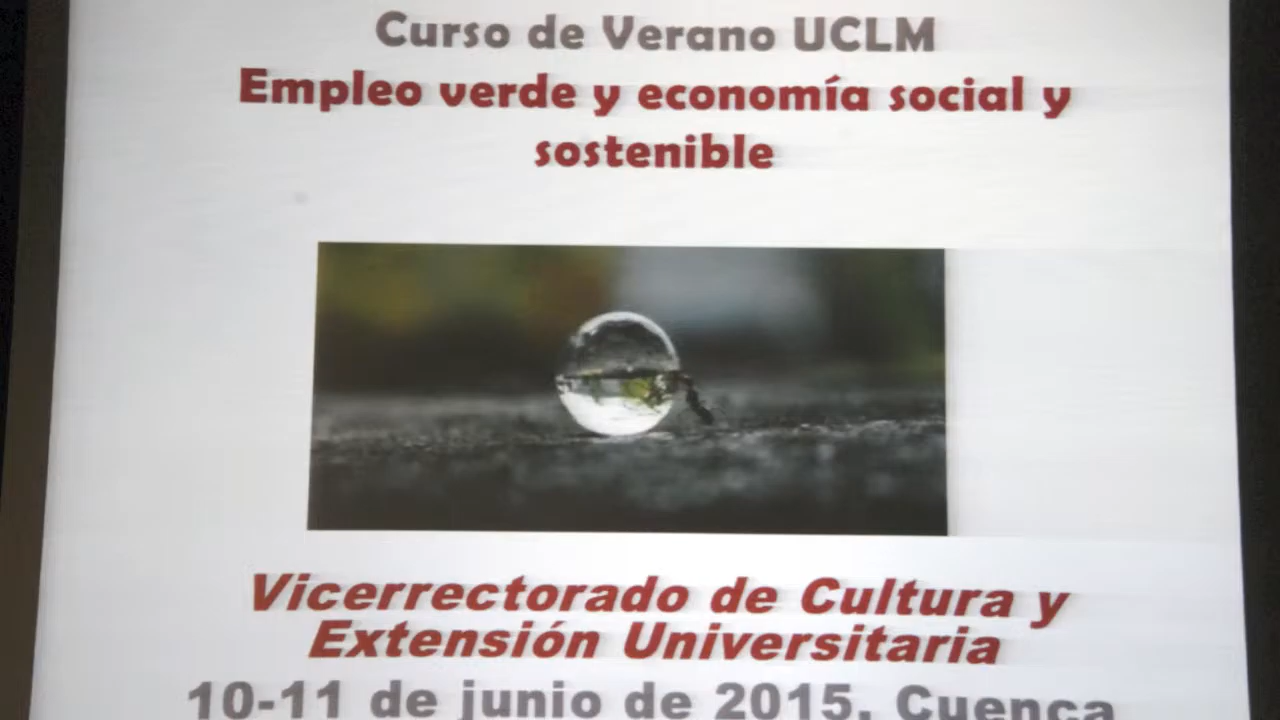 Curso de Verano UCLM
Empleo verde y economía social y
sostenible
Vicerrectorado de Cultura y
Extensión Universitaria
10-11 de junio de 2015. Cuenca